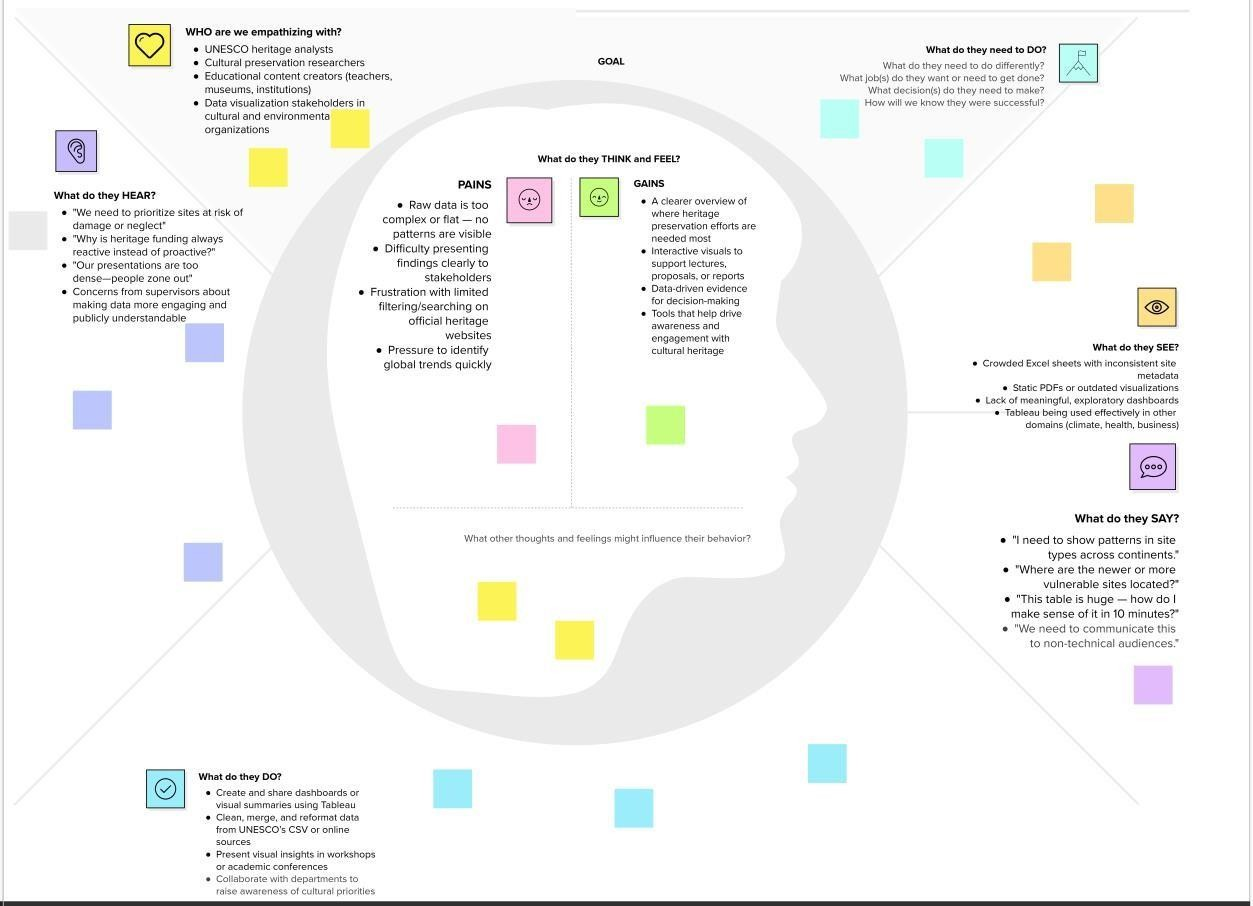 WHO are we empathizing with?
● UNESCO heritage analysts
● Cultural preservation researchers
● Educational content creators (teachers,
museums, institutions)
● Data visualization stakeholders in
cultural and environmenta
organizations
GOAL
What do they need to DO?
What do they need to do differently?
What job(s) do they want or need to get done?
What decision(s) do they need to make?
How will we know they were successful?
What do they HEAR?
● "We need to prioritize sites at risk of
damage or neglect"
● "Why is heritage funding always
reactive instead of proactive?"
● "Our presentations are too
dense—people zone out"
● Concerns from supervisors about
making data more engaging and
publicly understandable
What do they THINK and FEEL?
PAINS
● Raw data is too
complex or flat — no
patterns are visible
● Difficulty presenting
findings clearly to
stakeholders
● Frustration with limited
filtering/searching on
official heritage
websites
● Pressure to identify
global trends quickly
GAINS
● A clearer overview of
where heritage
preservation efforts are
needed most
● Interactive visuals to
support lectures,
proposals, or reports
● Data-driven evidence
for decision-making
● Tools that help drive
awareness and
engagement with
cultural heritage
What do they SEE?
● Crowded Excel sheets with inconsistent site
metadata
● Static PDFs or outdated visualizations
● Lack of meaningful, exploratory dashboards
● Tableau being used effectively in other
domains (climate, health, business)
What do they SAY?
● "I need to show patterns in site
types across continents."
● "Where are the newer or more
vulnerable sites located?"
● "This table is huge — how do I
make sense of it in 10 minutes?"
● "We need to communicate this
to non-technical audiences."
What other thoughts and feelings might influence their behavior?
What do they DO?
● Create and share dashboards or
visual summaries using Tableau
● Clean, merge, and reformat data
from UNESCO's CSV or online
sources
● Present visual insights in workshops
or academic conferences
● Collaborate with departments to
raise awareness of cultural priorities